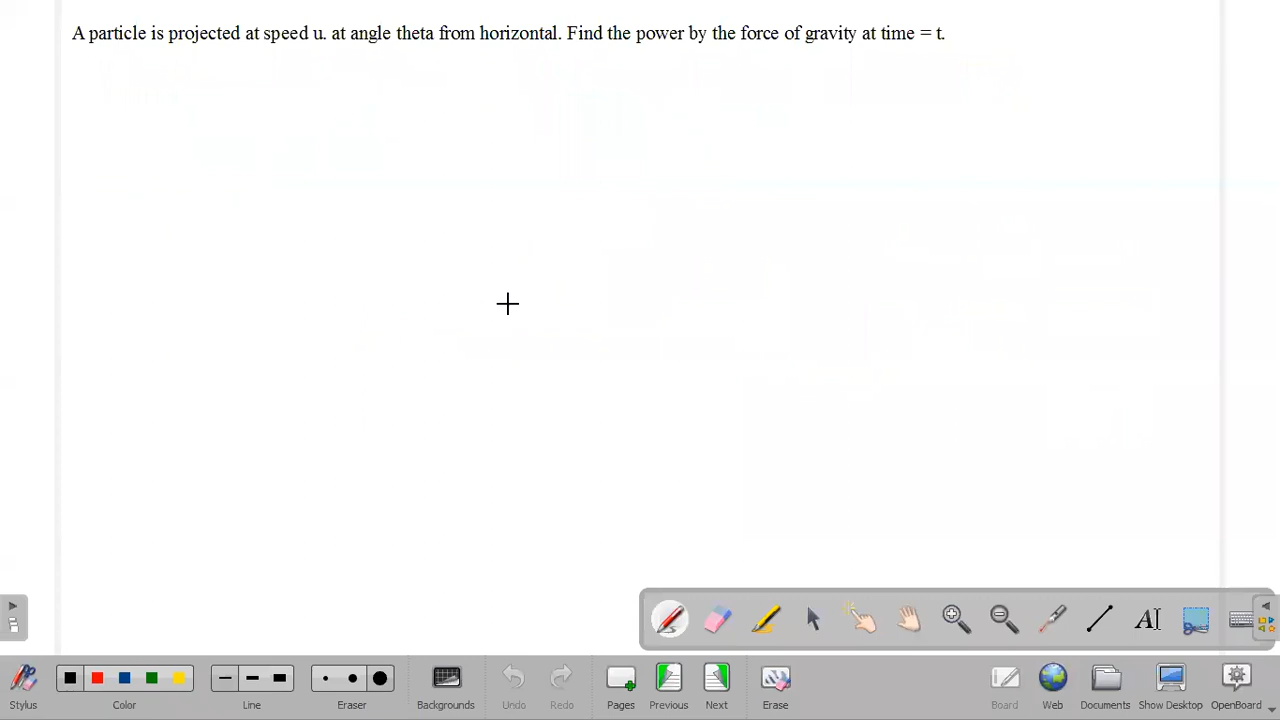 A particle is projected at speed u. at angle theta from horizontal. Find the power by the force of gravity at time = t.
AI
Stylus
Color
Line
Eraser
Backgrounds
Undo
Redo
Pages
Previous
Next
Erase
Board
Web
Documents
Show Desktop
OpenBoard